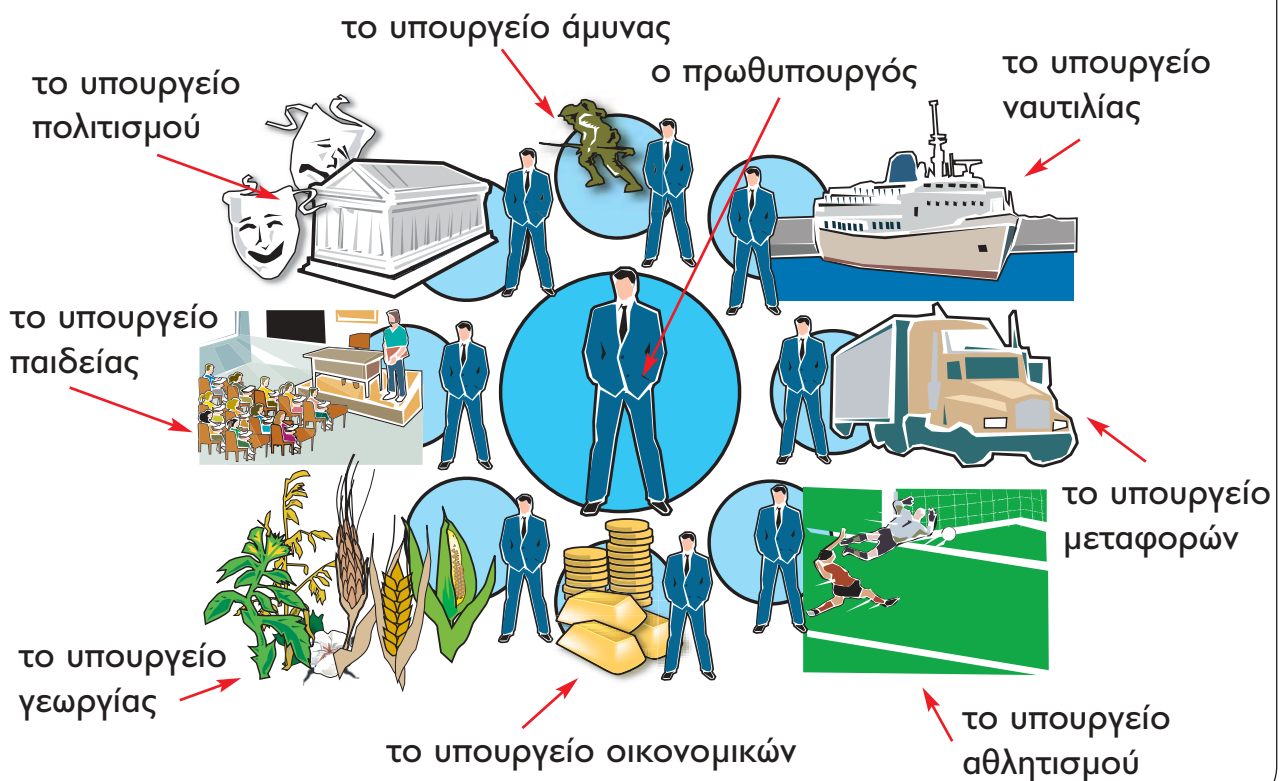 το υπουργείο άμυνας
ο πρωθυπουργός
το υπουργείο
ναυτιλίας
το υπουργείο
πολιτισμού
το υπουργείο
παιδείας
το υπουργείο
μεταφορών
το υπουργείο
γεωργίας
το υπουργείο οικονομικών
το υπουργείο
αθλητισμού